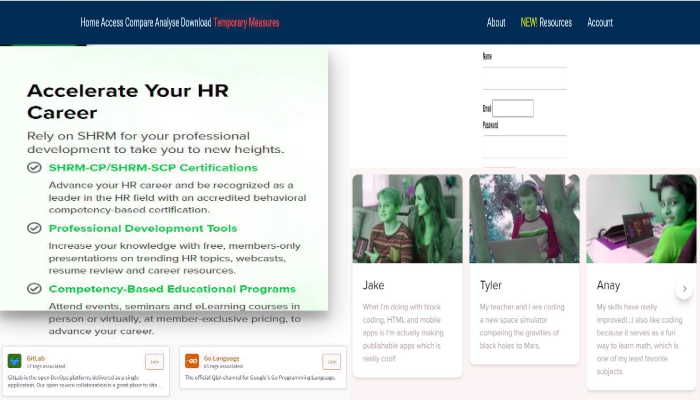 Home Access Compare Analyse Download Temporary Measures
About NEW! Resources Account
Accelerate Your HR
Career
Rely on SHRM for your professional
development to take you to new heights.
SHRM-CP/SHRM-SCP Certifications
Advance your HR career and be recognized as a
leader in the HR field with an accredited behavioral
competency-based certification.
Professional Development Tools
Increase your knowledge with free, members-only
presentations on trending HR topics, webcasts,
resume review and career resources.
Competency-Based Educational Programs
Attend events, seminars and eLearning courses in
person or virtually, at member-exclusive pricing, to
advance your career.
Name
Email
Password
Jake
What I'm doing with block
coding, HTML and mobile
apps is I'm actually making
publishable apps which is
really cool!
Tyler
My teacher and I are coding
a new space simulator
comparing the gravities of
black holes to Mars.
Anay
My skills have really
improved!...I also like coding
because it serves as a fun
way to learn math, which is
one of my least favorite
subjects.
GitLab
17 tags associated
Join
GitLab is the open DevOps platform, delivered as a single
application. Our open source collaboration is a great place to sha...
Go Language
65 tags associated
Join
The official Q&A channel for Google's Go Programming Language.